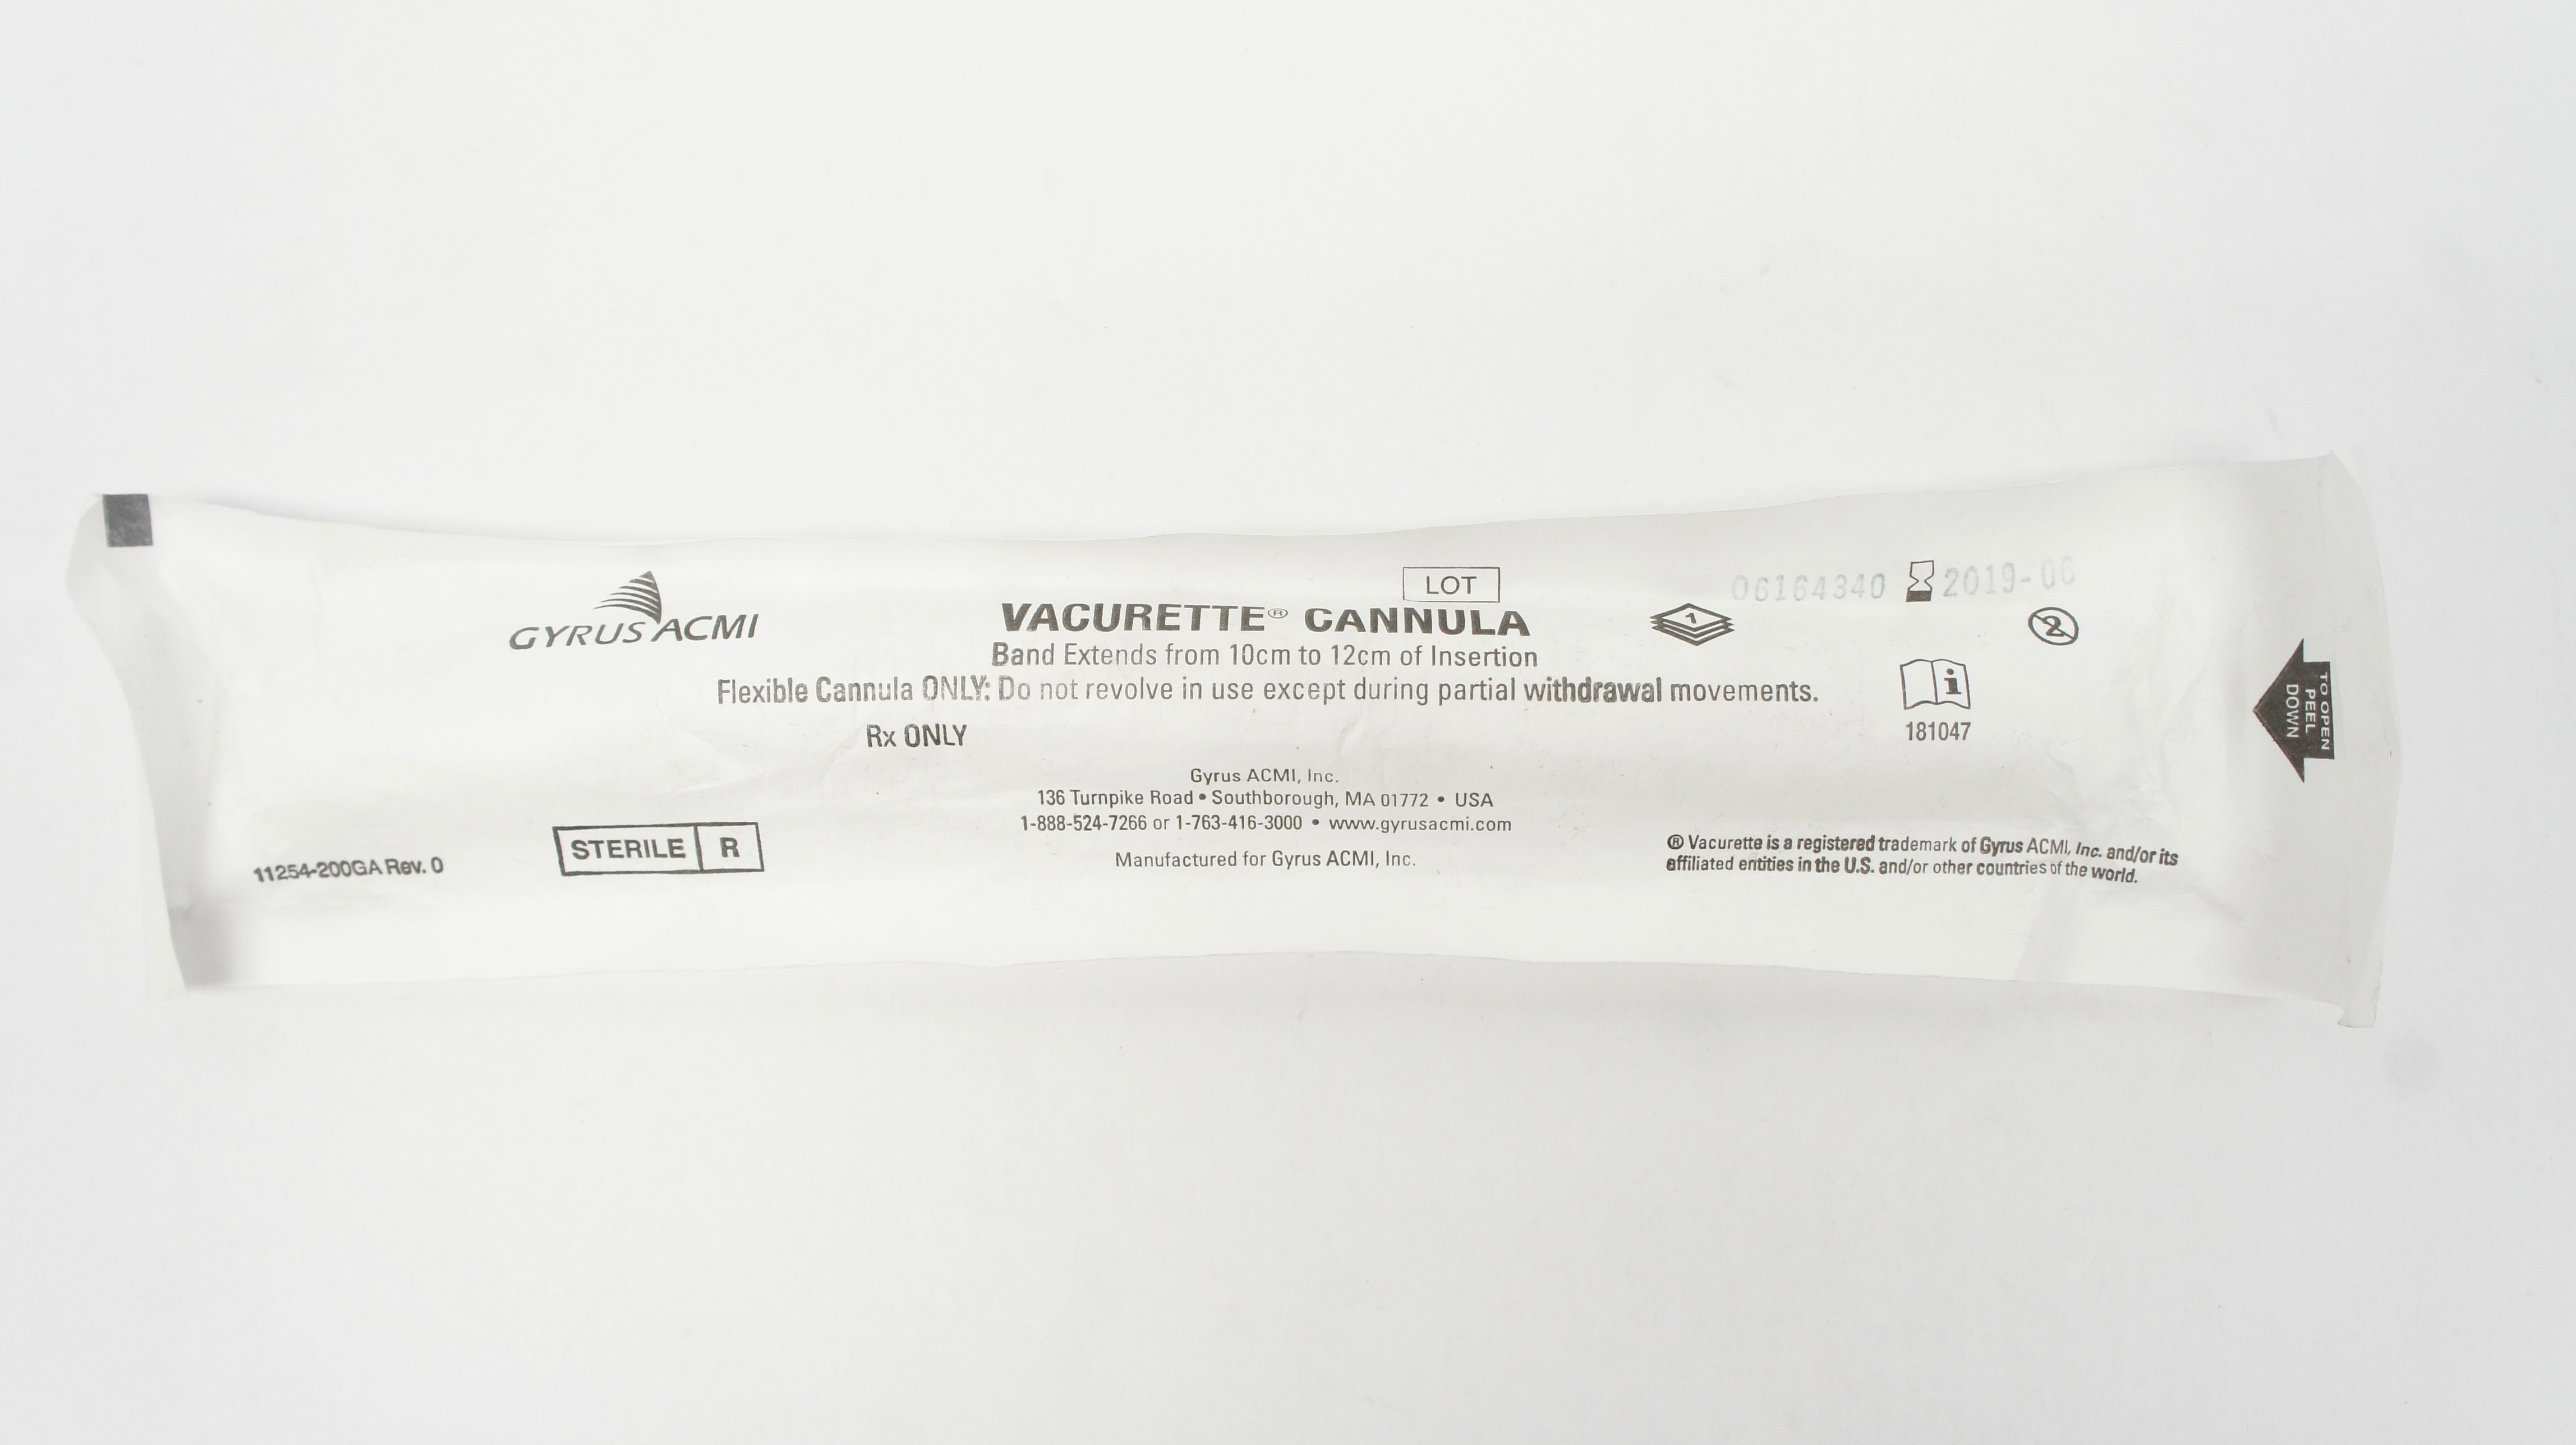 GYRUS ACMI
LOT
06164340 2019-06
VACURETTE® CANNULA
1
2
Band Extends from 10cm to 12cm of Insertion
Flexible Cannula ONLY: Do not revolve in use except during partial withdrawal movements.
i
181047
Rx ONLY
Gyrus ACMI, Inc.
136 Turnpike Road • Southborough, MA 01772 • USA
1-888-524-7266 or 1-763-416-3000 • www.gyrusacmi.com
Manufactured for Gyrus ACMI, Inc.
STERILE R
11254-200GA Rev. 0
® Vacurette is a registered trademark of Gyrus ACMI, Inc. and/or its
affiliated entities in the U.S. and/or other countries of the world.
TO OPEN
PEEL
DOWN